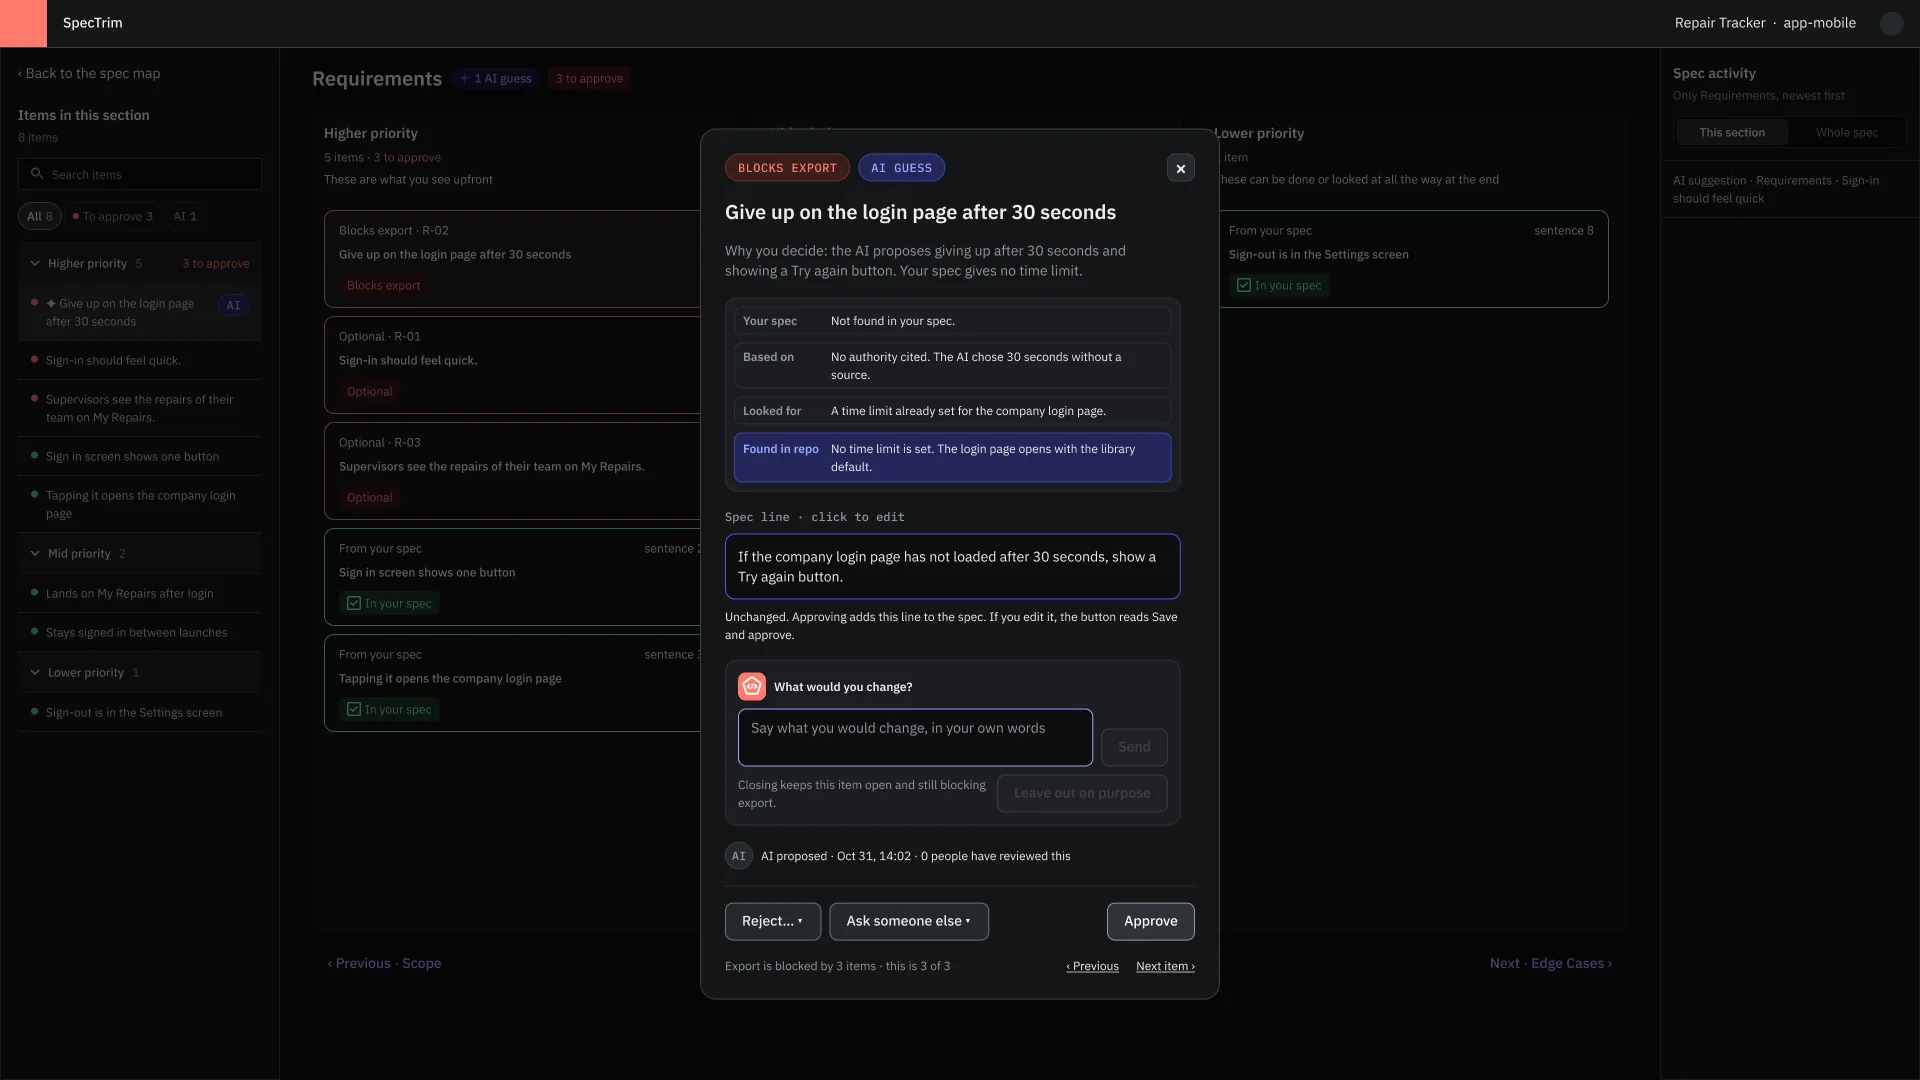 SpecTrim
Repair Tracker · app-mobile
‹ Back to the spec map
Items in this section
8 items
Search items
All 8
To approve 3
AI 1
Higher priority 5
3 to approve
Give up on the login page
after 30 seconds
AI
Sign-in should feel quick.
Supervisors see the repairs of their
team on My Repairs.
Sign in screen shows one button
Tapping it opens the company login
page
Mid priority 2
Lands on My Repairs after login
Stays signed in between launches
Lower priority 1
Sign-out is in the Settings screen
Requirements
1 AI guess
3 to approve
Higher priority
5 items · 3 to approve
These are what you see upfront
Blocks export · R-02
Give up on the login page after 30 seconds
Blocks export
Optional · R-01
Sign-in should feel quick.
Optional
Optional · R-03
Supervisors see the repairs of their team on My Repairs.
Optional
From your spec
sentence 2
Sign in screen shows one button
In your spec
From your spec
sentence 3
Tapping it opens the company login page
In your spec
‹ Previous · Scope
BLOCKS EXPORT
AI GUESS
×
Give up on the login page after 30 seconds
Why you decide: the AI proposes giving up after 30 seconds and
showing a Try again button. Your spec gives no time limit.
Your spec
Not found in your spec.
Based on
No authority cited. The AI chose 30 seconds without a
source.
Looked for
A time limit already set for the company login page.
Found in repo
No time limit is set. The login page opens with the library
default.
Spec line · click to edit
If the company login page has not loaded after 30 seconds, show a
Try again button.
Unchanged. Approving adds this line to the spec. If you edit it, the button reads Save
and approve.
What would you change?
Say what you would change, in your own words
Send
Closing keeps this item open and still blocking
export.
Leave out on purpose
AI
AI proposed · Oct 31, 14:02 · 0 people have reviewed this
Reject... ▾
Ask someone else ▾
Approve
Export is blocked by 3 items · this is 3 of 3
‹ Previous
Next item ›
Lower priority
item
these can be done or looked at all the way at the end
From your spec
sentence 8
Sign-out is in the Settings screen
In your spec
Next · Edge Cases ›
Spec activity
Only Requirements, newest first
This section
Whole spec
AI suggestion · Requirements · Sign-in
should feel quick